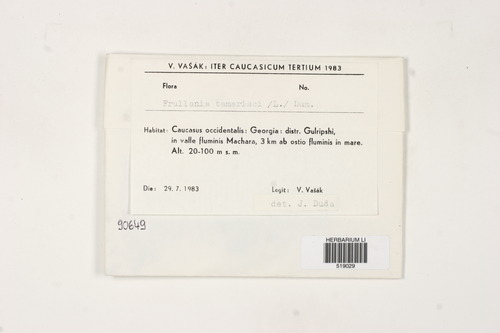 V. VAŠÁK: ITER CAUCASICUM TERTIUM 1983
Flora No.
Frullania tamarisci /L./ Dum.
Habitat: Caucasus occidentalis: Georgia: distr. Gulripshi,
in valle fluminis Machara, 3 km ab ostio fluminis in mare.
Alt. 20-100 m s. m.
Die: 29. 7. 1983 Legit: V. Vašák
det. J. Duda
90649
HERBARIUM LI
519029